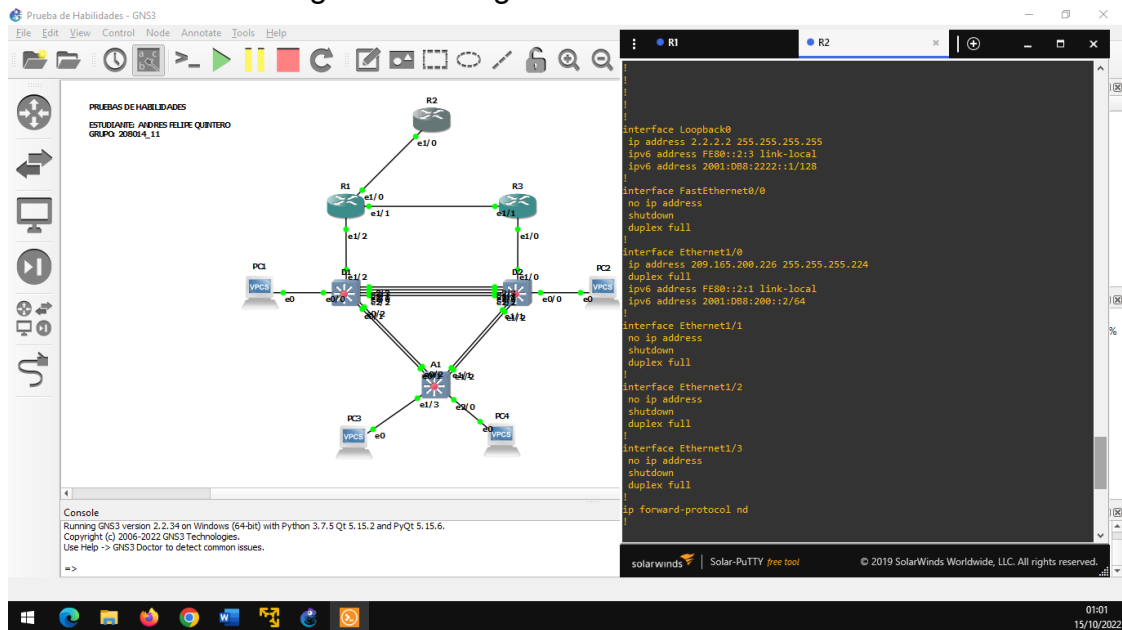 Prueba de Habilidades - GNS3
File Edit View Control Node Annotate Tools Help
PRUEBAS DE HABILIDADES
ESTUDIANTE: ANDRES FELIPE QUINTERO
GRUPO: 208014_11
R2
e1/0
R1
e1/0
e1/1
R3
e1/1
e1/2
e1/0
PC1
e1/2
e1/0
PC2
VPCS
e0
e0/0
e0/0
e0
VPCS
A1
e1/3
e2/0
PC3
PC4
VPCS
e0
VPCS
Console
Running GNS3 version 2.2.34 on Windows (64-bit) with Python 3.7.5 Qt 5.15.2 and PyQt 5.15.6.
Copyright (c) 2006-2022 GNS3 Technologies.
Use Help -> GNS3 Doctor to detect common issues.
=>
R1
R2
!
!
!
!
!
interface Loopback0
ip address 2.2.2.2 255.255.255.255
ipv6 address FE80::2:3 link-local
ipv6 address 2001:DB8:2222::1/128
!
interface FastEthernet0/0
no ip address
shutdown
duplex full
!
interface Ethernet1/0
ip address 209.165.200.226 255.255.255.224
duplex full
ipv6 address FE80::2:1 link-local
ipv6 address 2001:DB8:200::2/64
!
interface Ethernet1/1
no ip address
shutdown
duplex full
!
interface Ethernet1/2
no ip address
shutdown
duplex full
!
interface Ethernet1/3
no ip address
shutdown
duplex full
!
ip forward-protocol nd
!
solarwinds Solar-PuTTY free tool © 2019 SolarWinds Worldwide, LLC. All rights reserved.
%
01:01
15/10/2022